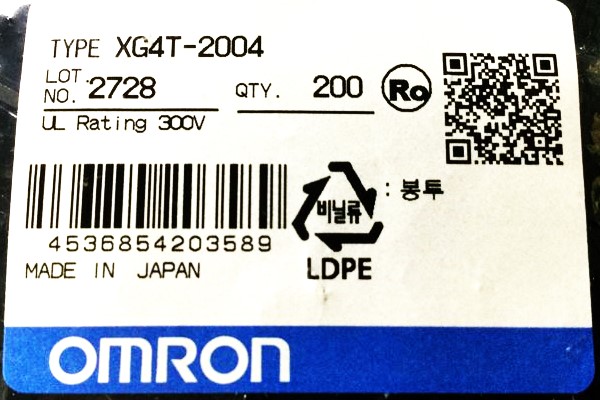 TYPE XG4T-2004
LOT.
NO. 2728 QTY. 200 Ro
UL Rating 300V
비닐류 : 봉투
4536854203589
MADE IN JAPAN LDPE
OMRON